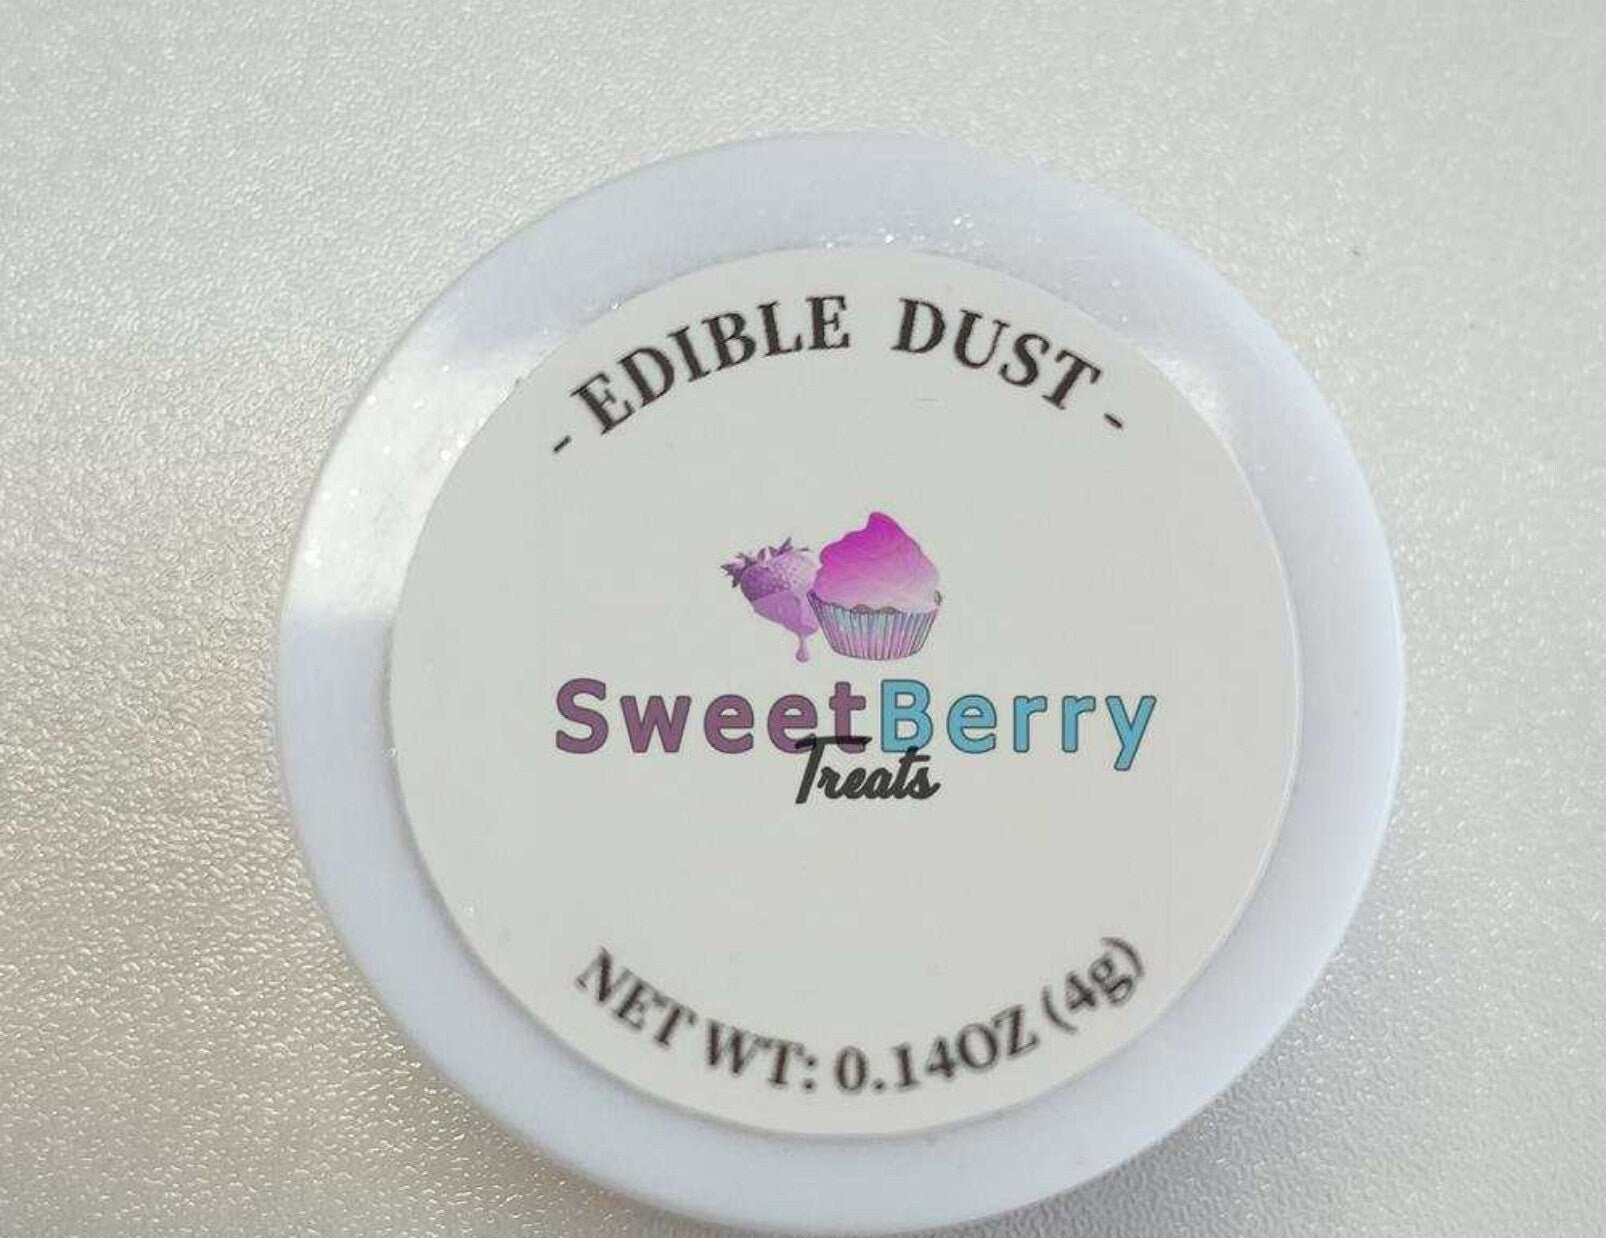 - EDIBLE DUST -
SweetBerry
Treats
NET WT: 0.14OZ (4g)